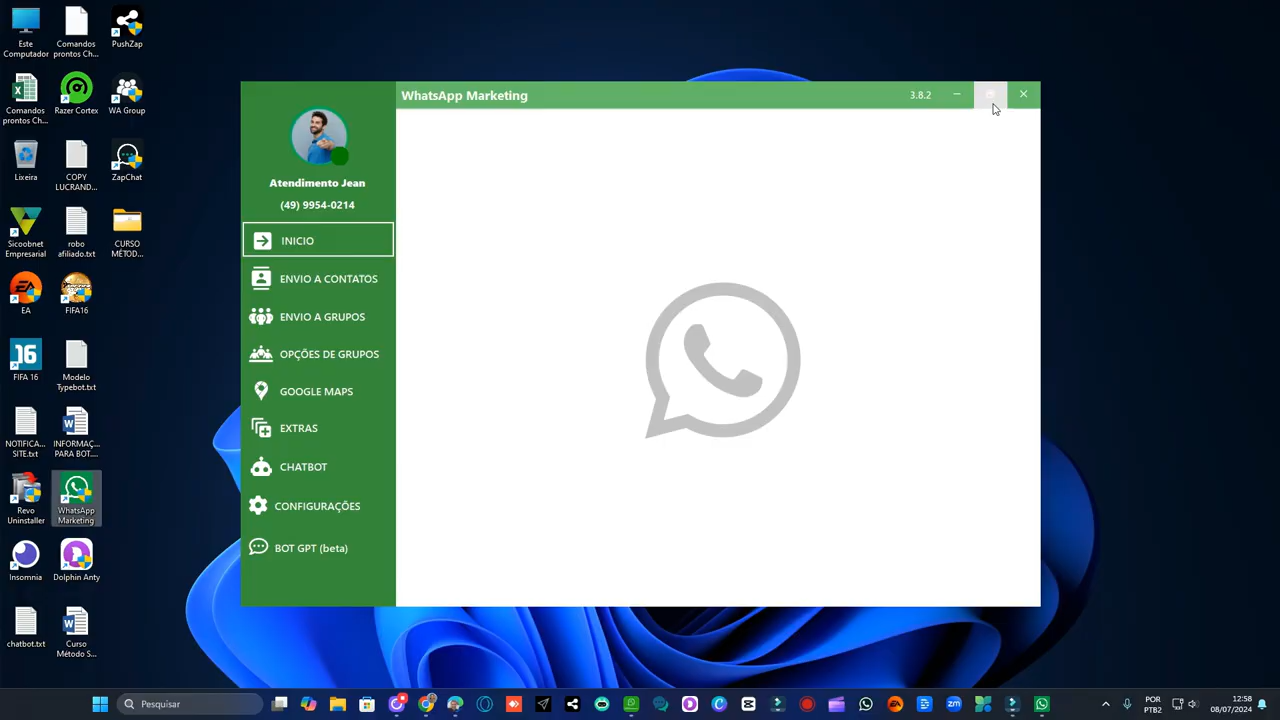 Este
Computador
Comandos
prontos Ch...
PushZap
Comandos
prontos Ch...
Razer Cortex
WA Group
Lixeira
COPY
LUCRAND...
ZapChat
Sicoobnet
Empresarial
robo
afiliado.txt
CURSO
MÉTOD...
EA
FIFA16
16
FIFA 16
Modelo
Typebot.txt
NOTIFICA...
SITE.txt
INFORMAÇ...
PARA BOT....
Revo
Uninstaller
WhatsApp
Marketing
Insomnia
Dolphin Anty
chatbot.txt
Curso
Método S...
WhatsApp Marketing
3.8.2
Atendimento Jean
(49) 9954-0214
INICIO
ENVIO A CONTATOS
ENVIO A GRUPOS
OPÇÕES DE GRUPOS
GOOGLE MAPS
EXTRAS
CHATBOT
CONFIGURAÇÕES
BOT GPT (beta)
Pesquisar
POR
PTB2
12:58
08/07/2024